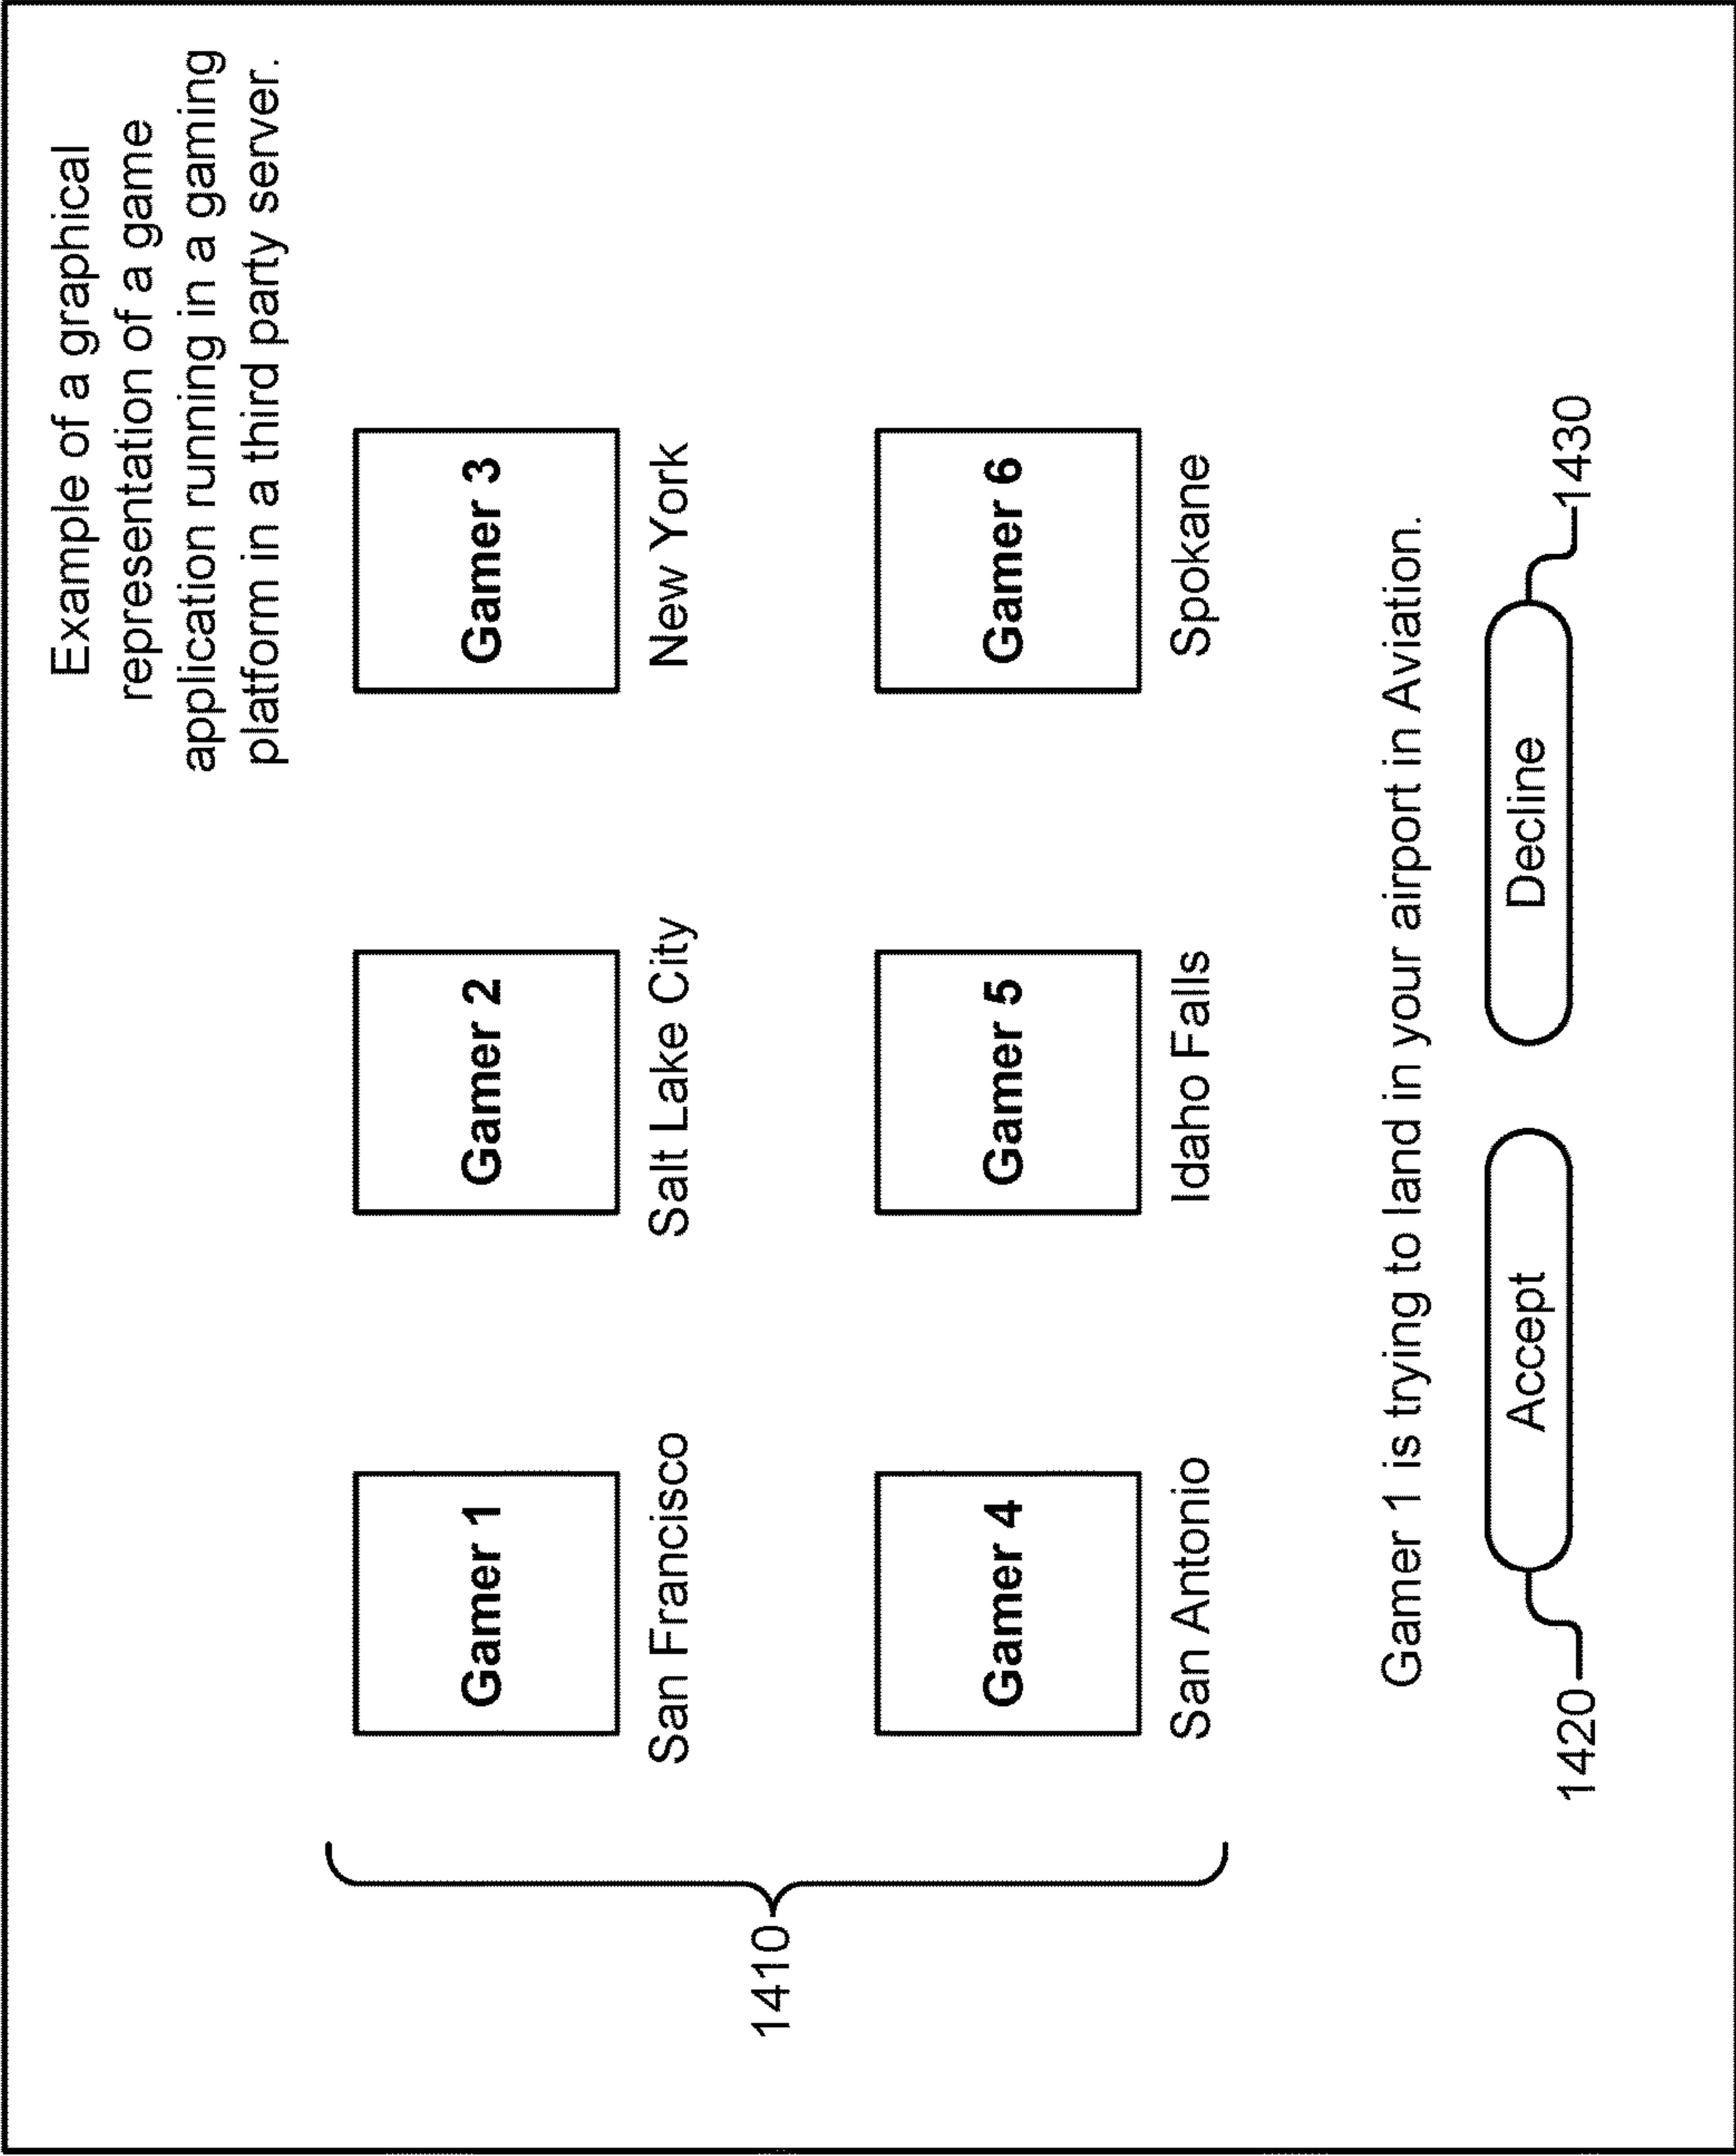 Example of a graphical
representation of a game
application running in a gaming
platform in a third party server.
1410
Gamer 1
Gamer 2
Gamer 3
San Francisco
Salt Lake City
New York
Gamer 4
Gamer 5
Gamer 6
San Antonio
Idaho Falls
Spokane
Gamer 1 is trying to land in your airport in Aviation.
Accept
Decline
1420
1430